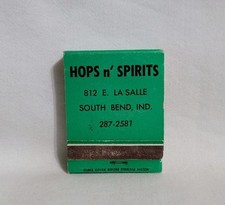 HOPS n' SPIRITS
812 E. LA SALLE
SOUTH BEND, IND.
287-2581